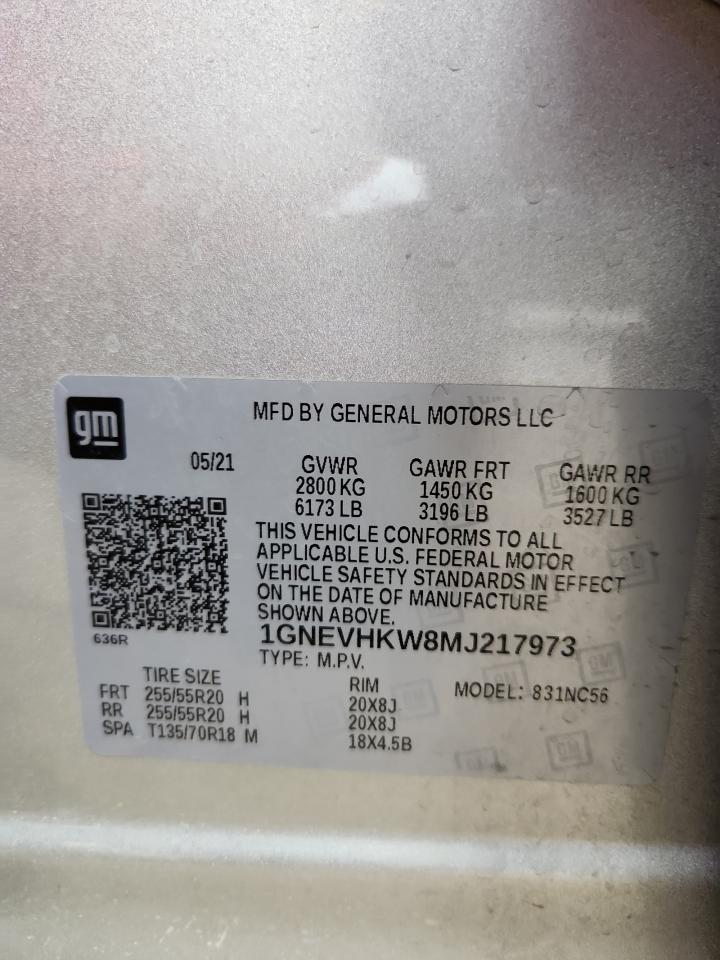 gm
MFD BY GENERAL MOTORS LLC
05/21
GVWR GAWR FRT GAWR RR
2800 KG 1450 KG 1600 KG
6173 LB 3196 LB 3527 LB
THIS VEHICLE CONFORMS TO ALL
APPLICABLE U.S. FEDERAL MOTOR
VEHICLE SAFETY STANDARDS IN EFFECT
ON THE DATE OF MANUFACTURE
SHOWN ABOVE.
636R
1GNEVHKW8MJ217973
TYPE: M.P.V.
TIRE SIZE RIM MODEL: 831NC56
FRT 255/55R20 H 20X8J
RR 255/55R20 H 20X8J
SPA T135/70R18 M 18X4.5B